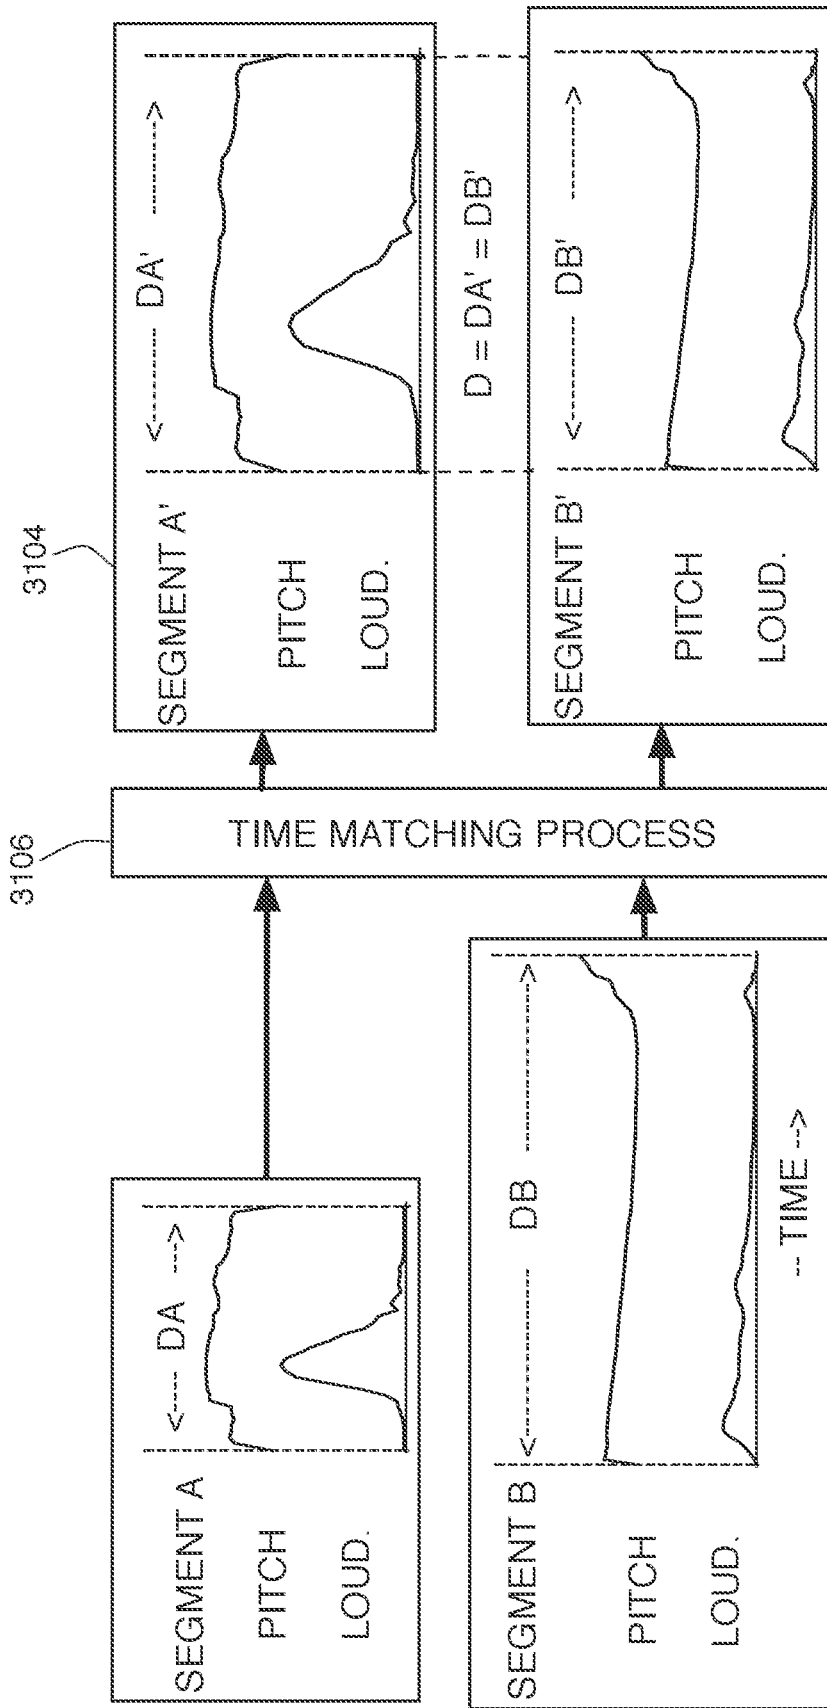 SEGMENT A
<---- DA ---->
PITCH
LOUD.
SEGMENT B
<------------- DB ------------->
PITCH
LOUD.
-- TIME -->
3106
TIME MATCHING PROCESS
3104
SEGMENT A'
<-------- DA' -------->
PITCH
LOUD.
D = DA' = DB'
SEGMENT B'
<-------- DB' -------->
PITCH
LOUD.